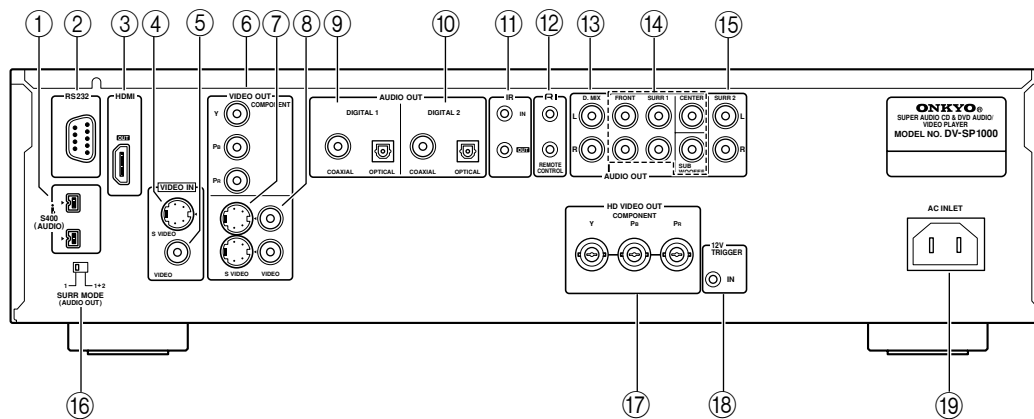 ① ② ③ ④ ⑤ ⑥ ⑦ ⑧ ⑨ ⑩ ⑪ ⑫ ⑬ ⑭ ⑮
RS232
HDMI
OUT
VIDEO OUT
COMPONENT
Y
PB
PR
S VIDEO
VIDEO
VIDEO IN
S VIDEO
VIDEO
i
S400
(AUDIO)
1
1+2
SURR MODE
(AUDIO OUT)
AUDIO OUT
DIGITAL 1
DIGITAL 2
COAXIAL
OPTICAL
COAXIAL
OPTICAL
IR
IN
OUT
RI
REMOTE
CONTROL
D. MIX
FRONT
SURR 1
CENTER
SURR 2
L
L
R
R
SUB
WOOFER
AUDIO OUT
HD VIDEO OUT
COMPONENT
Y
PB
PR
12V
TRIGGER
IN
ONKYO®
SUPER AUDIO CD & DVD AUDIO/
VIDEO PLAYER
MODEL NO. DV-SP1000
AC INLET
⑯ ⑰ ⑱ ⑲